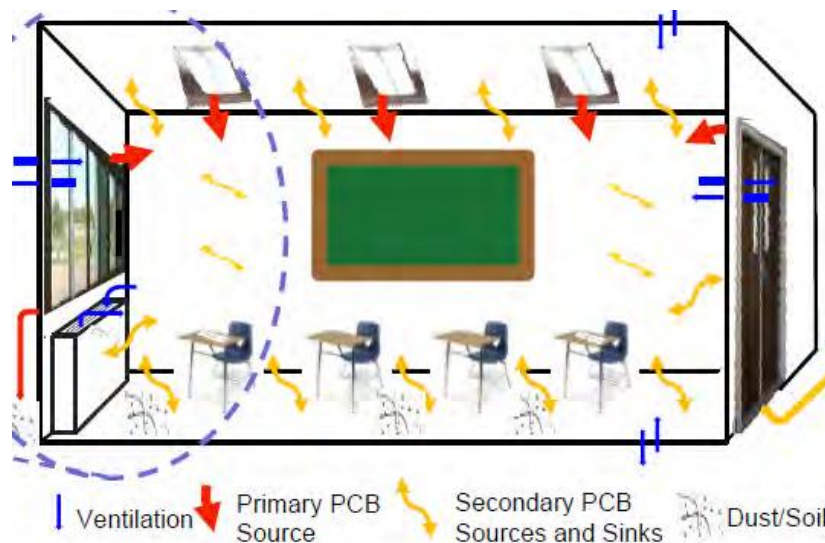 Ventilation
Primary PCB
Source
Secondary PCB
Sources and Sinks
Dust/Soil